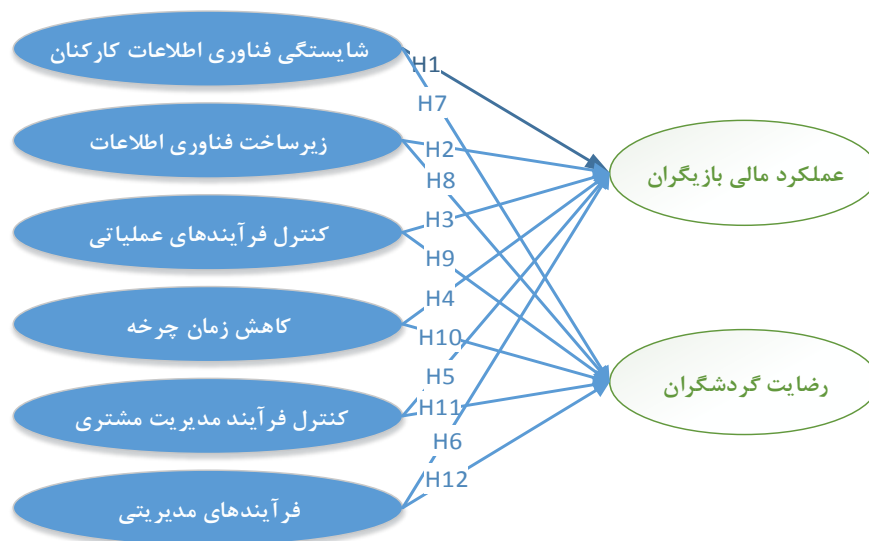 شایستگی فناوری اطلاعات کارکنان
H1
H7
زیرساخت فناوری اطلاعات
H2
عملکرد مالی بازیگران
H8
کنترل فرآیندهای عملیاتی
H3
H9
کاهش زمان چرخه
H4
H10
رضایت گردشگران
H5
کنترل فرآیند مدیریت مشتری
H11
H6
فرآیندهای مدیریتی
H12